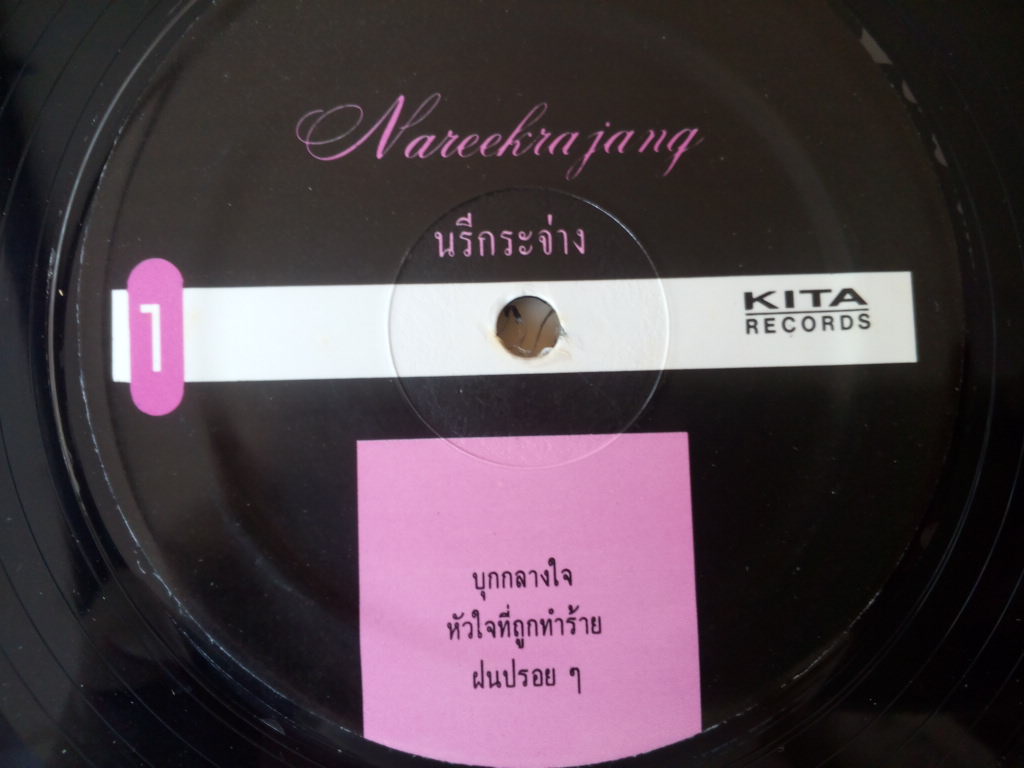 Nareekrajang
นรีกระจ่าง
1
KITA
RECORDS
บุกกลางใจ
หัวใจที่ถูกทำร้าย
ฝนปรอย ๆ